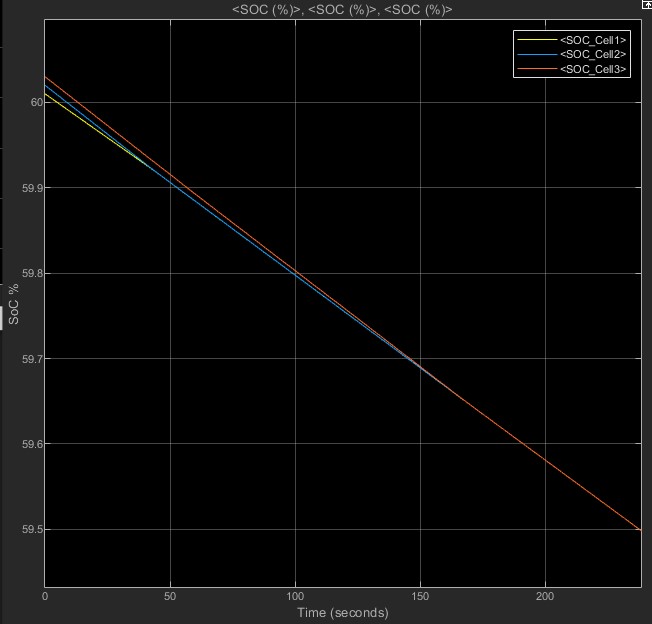 <SOC (%)>, <SOC (%)>, <SOC (%)>
<SOC_Cell1>
<SOC_Cell2>
<SOC_Cell3>
60
59.9
59.8
59.7
59.6
59.5
SoC %
0
50
100
150
200
Time (seconds)